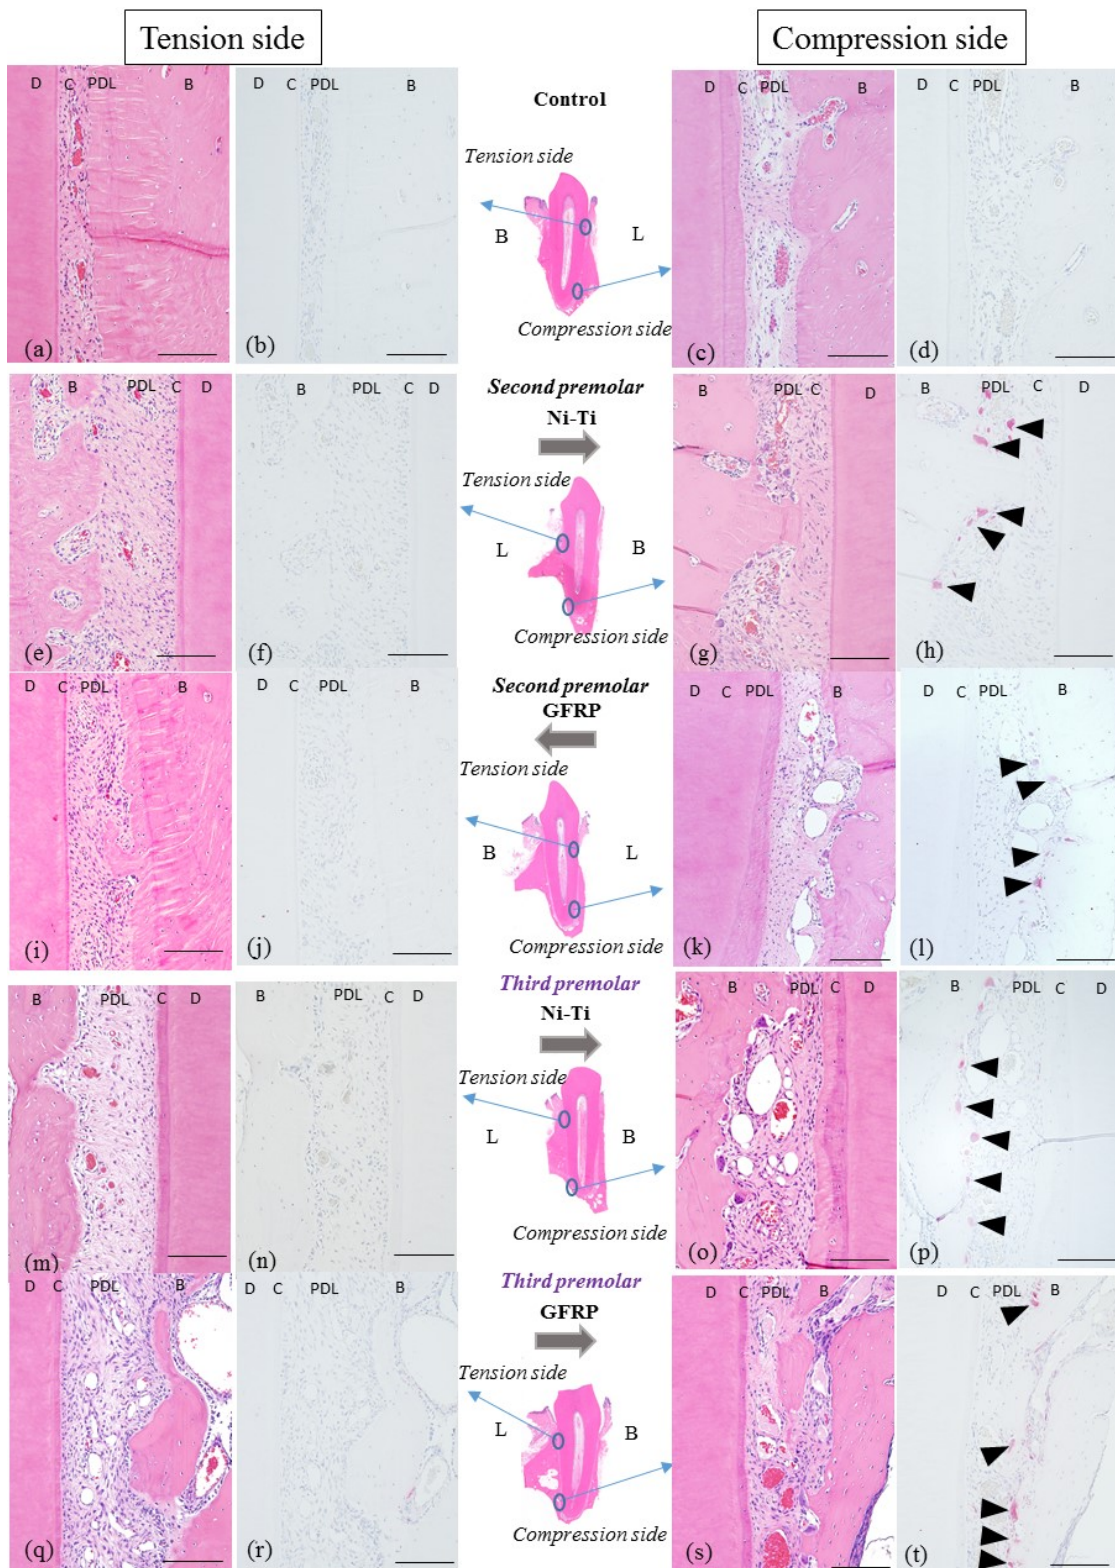 Tension side
Compression side
D C PDL B
D C PDL B
Control
D C PDL B
D C PDL B
Tension side
B L
Compression side
(a) (b) (c) (d)
B PDL C D
B PDL C D
Second premolar
Ni-Ti
B PDL C D
B PDL C D
Tension side
L B
Compression side
(e) (f) (g) (h)
D C PDL B
D C PDL B
Second premolar
GFRP
D C PDL B
D C PDL B
Tension side
B L
Compression side
(i) (j) (k) (l)
B PDL C D
B PDL C D
Third premolar
Ni-Ti
B PDL C D
B PDL C D
Tension side
L B
Compression side
(m) (n) (o) (p)
D C PDL B
D C PDL B
Third premolar
GFRP
D C PDL B
D C PDL B
Tension side
L B
Compression side
(q) (r) (s) (t)